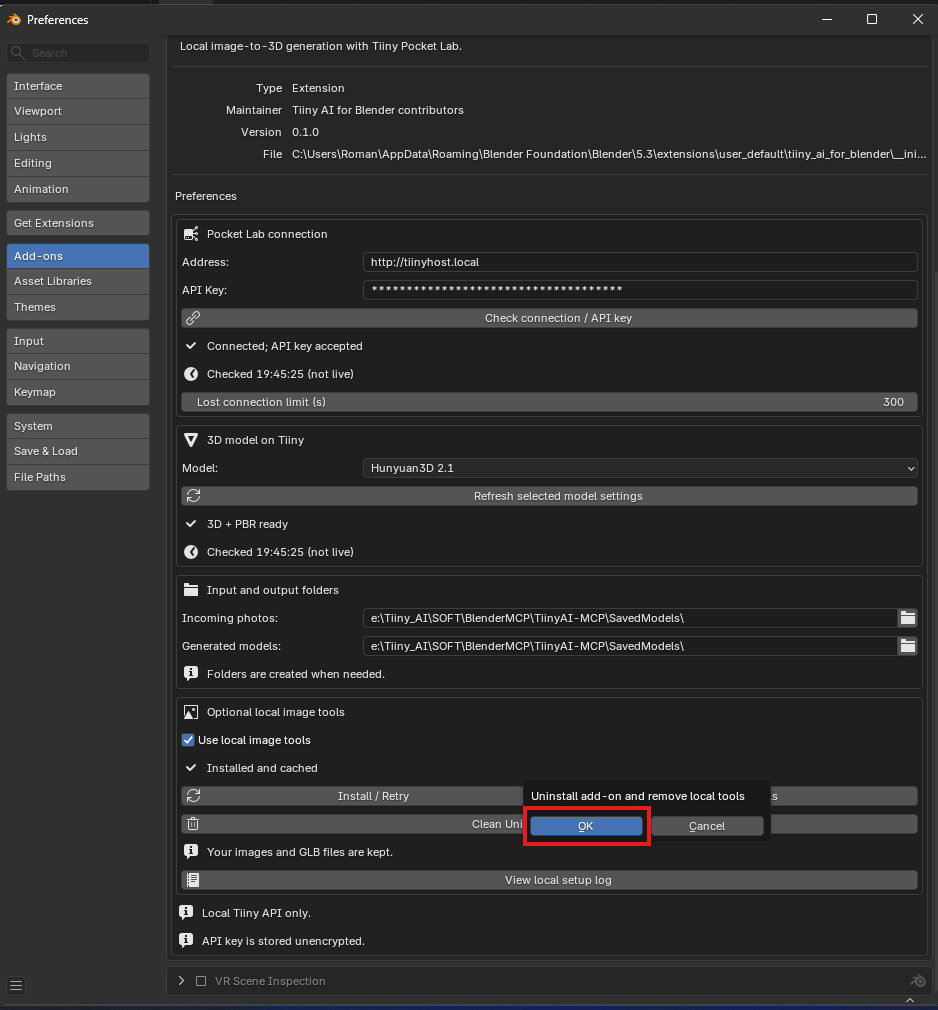 Preferences
Search
Interface
Viewport
Lights
Editing
Animation
Get Extensions
Add-ons
Asset Libraries
Themes
Input
Navigation
Keymap
System
Save & Load
File Paths
Local image-to-3D generation with Tiiny Pocket Lab.
Type Extension
Maintainer Tiiny AI for Blender contributors
Version 0.1.0
File C:\Users\Roman\AppData\Roaming\Blender Foundation\Blender\5.3\extensions\user_default\tiiny_ai_for_blender\__ini...
Preferences
Pocket Lab connection
Address: http://tiinyhost.local
API Key: ************************************
Check connection / API key
Connected; API key accepted
Checked 19:45:25 (not live)
Lost connection limit (s) 300
3D model on Tiiny
Model: Hunyuan3D 2.1
Refresh selected model settings
3D + PBR ready
Checked 19:45:25 (not live)
Input and output folders
Incoming photos: e:\Tiiny_AI\SOFT\BlenderMCP\TiinyAI-MCP\SavedModels\
Generated models: e:\Tiiny_AI\SOFT\BlenderMCP\TiinyAI-MCP\SavedModels\
Folders are created when needed.
Optional local image tools
Use local image tools
Installed and cached
Install / Retry
Uninstall add-on and remove local tools
s
Clean Uni
OK Cancel
Your images and GLB files are kept.
View local setup log
Local Tiiny API only.
API key is stored unencrypted.
VR Scene Inspection